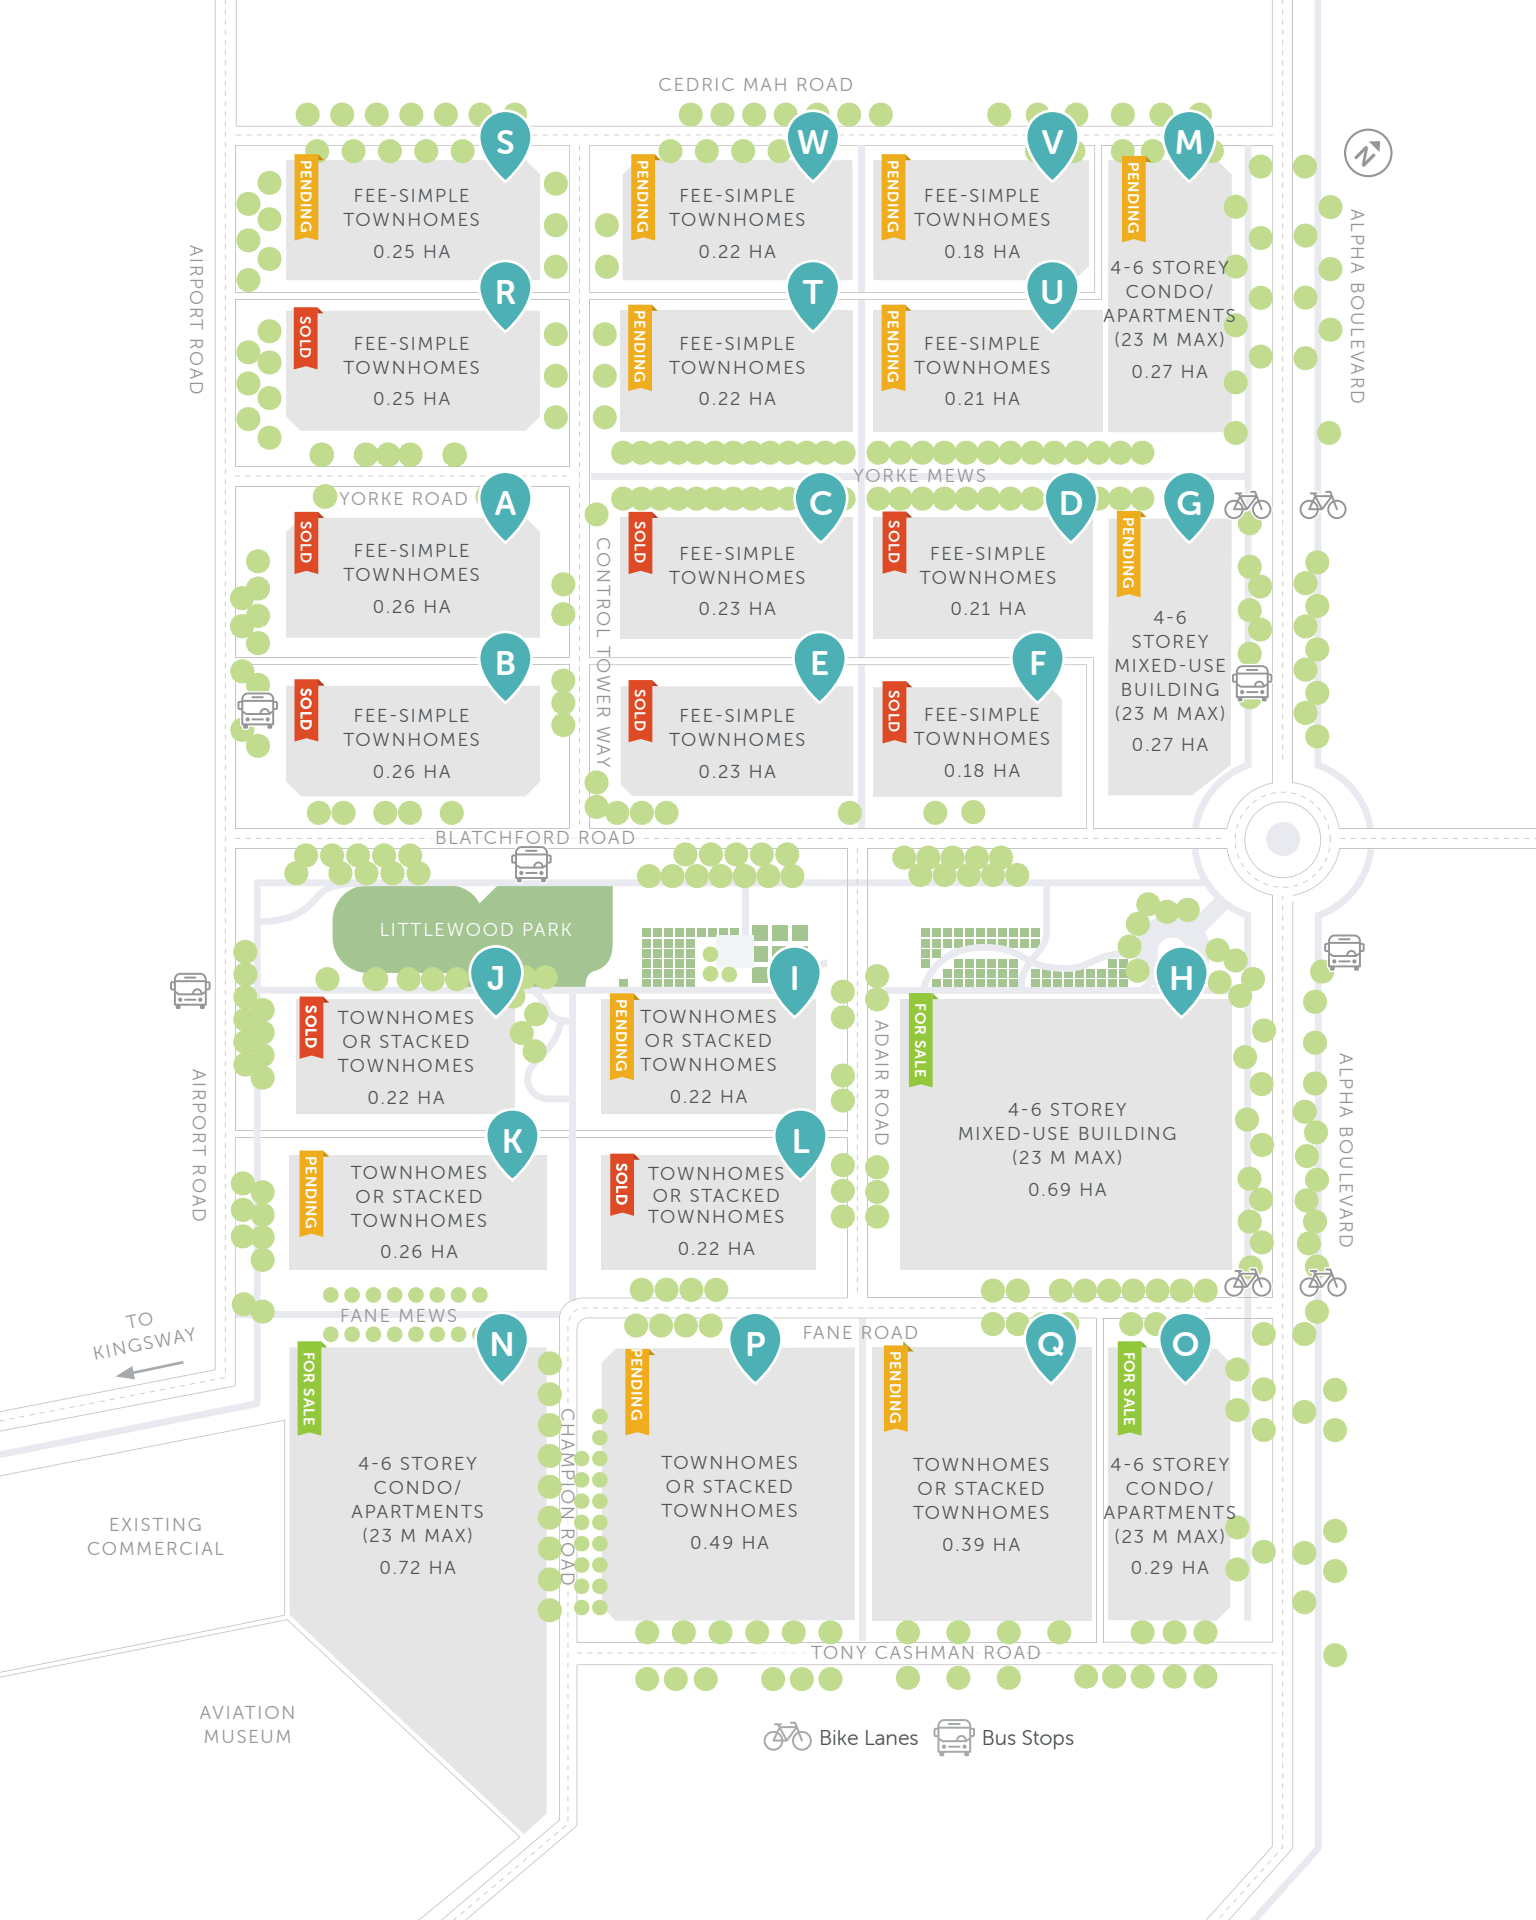 CEDRIC MAH ROAD
S
W
V
M
PENDING
FEE-SIMPLE
TOWNHOMES
0.25 HA
PENDING
FEE-SIMPLE
TOWNHOMES
0.22 HA
PENDING
FEE-SIMPLE
TOWNHOMES
0.18 HA
PENDING
4-6 STOREY
CONDO/
APARTMENTS
(23 M MAX)
0.27 HA
N
AIRPORT ROAD
ALPHA BOULEVARD
R
T
U
SOLD
FEE-SIMPLE
TOWNHOMES
0.25 HA
PENDING
FEE-SIMPLE
TOWNHOMES
0.22 HA
PENDING
FEE-SIMPLE
TOWNHOMES
0.21 HA
YORKE MEWS
YORKE ROAD
A
C
D
G
SOLD
FEE-SIMPLE
TOWNHOMES
0.26 HA
CONTROL TOWER WAY
SOLD
FEE-SIMPLE
TOWNHOMES
0.23 HA
SOLD
FEE-SIMPLE
TOWNHOMES
0.21 HA
PENDING
4-6
STOREY
MIXED-USE
BUILDING
(23 M MAX)
0.27 HA
B
E
F
SOLD
FEE-SIMPLE
TOWNHOMES
0.26 HA
SOLD
FEE-SIMPLE
TOWNHOMES
0.23 HA
SOLD
FEE-SIMPLE
TOWNHOMES
0.18 HA
BLATCHFORD ROAD
LITTLEWOOD PARK
J
I
H
SOLD
TOWNHOMES
OR STACKED
TOWNHOMES
0.22 HA
PENDING
TOWNHOMES
OR STACKED
TOWNHOMES
0.22 HA
ADAIR ROAD
FOR SALE
4-6 STOREY
MIXED-USE BUILDING
(23 M MAX)
0.69 HA
AIRPORT ROAD
ALPHA BOULEVARD
K
L
PENDING
TOWNHOMES
OR STACKED
TOWNHOMES
0.26 HA
SOLD
TOWNHOMES
OR STACKED
TOWNHOMES
0.22 HA
FANE MEWS
TO
KINGSWAY
FANE ROAD
N
P
Q
O
FOR SALE
4-6 STOREY
CONDO/
APARTMENTS
(23 M MAX)
0.72 HA
CHAMPION ROAD
PENDING
TOWNHOMES
OR STACKED
TOWNHOMES
0.49 HA
PENDING
TOWNHOMES
OR STACKED
TOWNHOMES
0.39 HA
FOR SALE
4-6 STOREY
CONDO/
APARTMENTS
(23 M MAX)
0.29 HA
EXISTING
COMMERCIAL
TONY CASHMAN ROAD
AVIATION
MUSEUM
Bike Lanes
Bus Stops